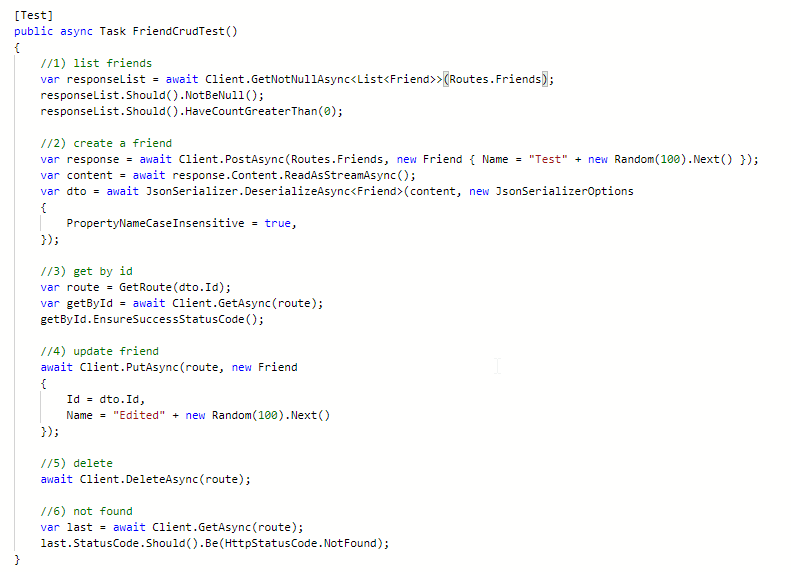 [Test]
public async Task FriendCrudTest()
{
    //1) list friends
    var responseList = await Client.GetNotNullAsync<List<Friend>>(Routes.Friends);
    responseList.Should().NotBeNull();
    responseList.Should().HaveCountGreaterThan(0);

    //2) create a friend
    var response = await Client.PostAsync(Routes.Friends, new Friend { Name = "Test" + new Random(100).Next() });
    var content = await response.Content.ReadAsStreamAsync();
    var dto = await JsonSerializer.DeserializeAsync<Friend>(content, new JsonSerializerOptions
    {
        PropertyNameCaseInsensitive = true,
    });

    //3) get by id
    var route = GetRoute(dto.Id);
    var getById = await Client.GetAsync(route);
    getById.EnsureSuccessStatusCode();

    //4) update friend
    await Client.PutAsync(route, new Friend
    {
        Id = dto.Id,
        Name = "Edited" + new Random(100).Next()
    });

    //5) delete
    await Client.DeleteAsync(route);

    //6) not found
    var last = await Client.GetAsync(route);
    last.StatusCode.Should().Be(HttpStatusCode.NotFound);
}